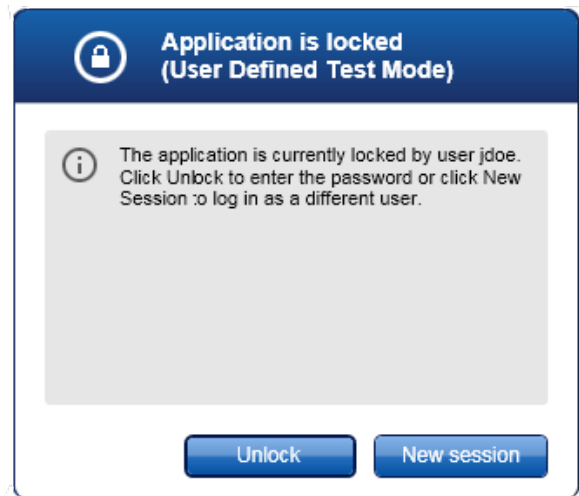 Application is locked
(User Defined Test Mode)
The application is currently locked by user jdoe.
Click Unlock to enter the password or click New
Session to log in as a different user.
Unlock
New session